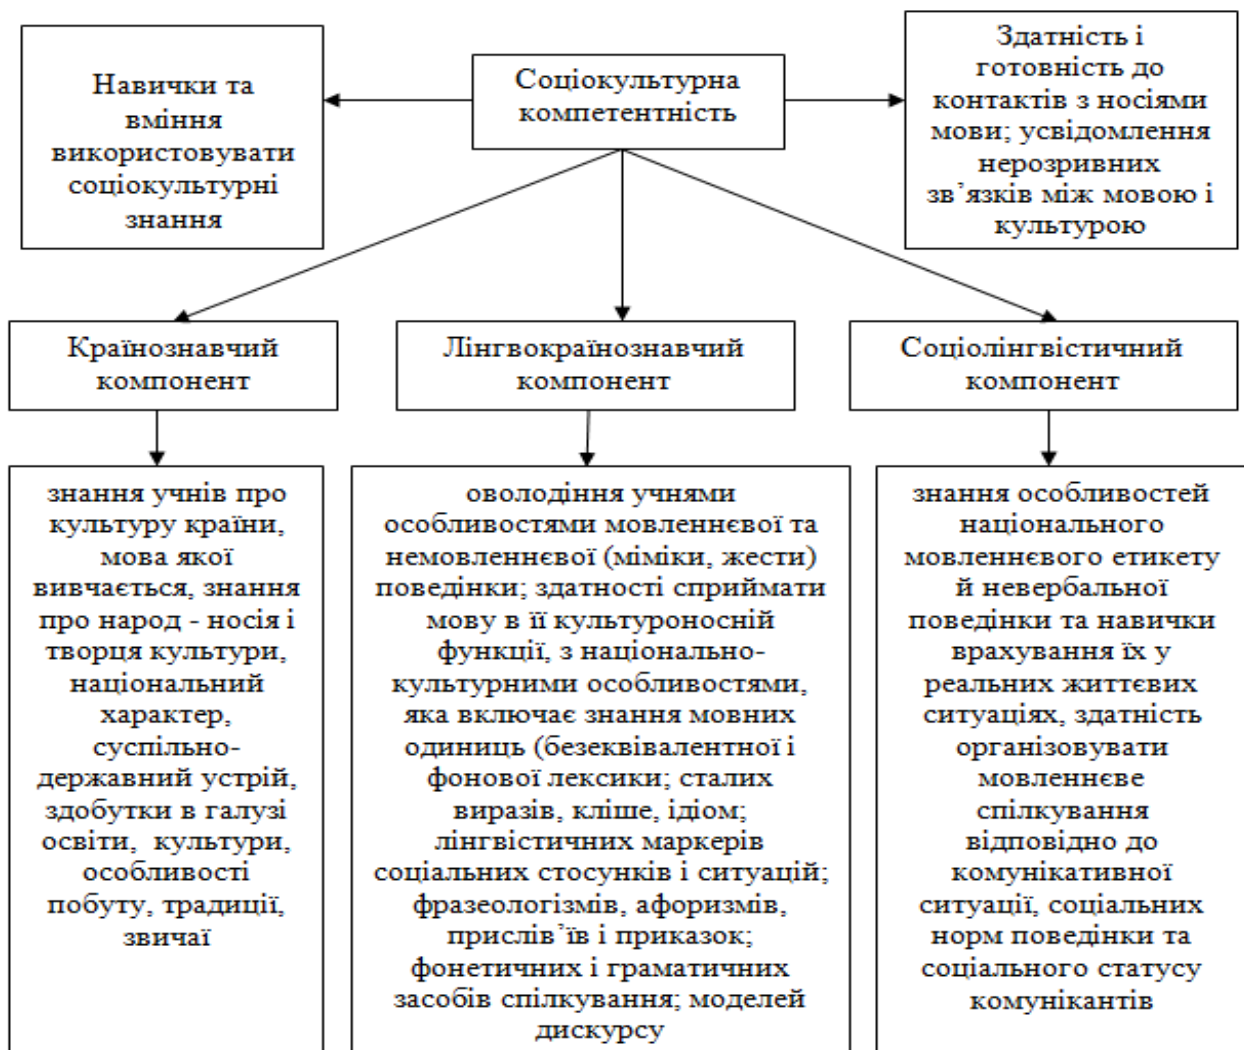 Навички та
вміння
використовувати
соціокультурні
знання
Соціокультурна
компетентність
Здатність і
готовність до
контактів з носіями
мови; усвідомлення
нерозривних
зв’язків між мовою і
культурою
Країнознавчий
компонент
Лінгвокраїнознавчий
компонент
Соціолінгвістичний
компонент
знання учнів про
культуру країни,
мова якої
вивчається, знання
про народ - носія і
творця культури,
національний
характер,
суспільно-
державний устрій,
здобутки в галузі
освіти, культури,
особливості
побуту, традиції,
звичаї
оволодіння учнями
особливостями мовленнєвої та
немовленнєвої (міміки, жести)
поведінки; здатності сприймати
мову в її культуроносній
функції, з національно-
культурними особливостями,
яка включає знання мовних
одиниць (безеквівалентної і
фонової лексики; сталих
виразів, кліше, ідіом;
лінгвістичних маркерів
соціальних стосунків і ситуацій;
фразеологізмів, афоризмів,
прислів’їв і приказок;
фонетичних і граматичних
засобів спілкування; моделей
дискурсу
знання особливостей
національного
мовленнєвого етикету
й невербальної
поведінки та навички
врахування їх у
реальних життєвих
ситуаціях, здатність
організовувати
мовленнєве
спілкування
відповідно до
комунікативної
ситуації, соціальних
норм поведінки та
соціального статусу
комунікантів